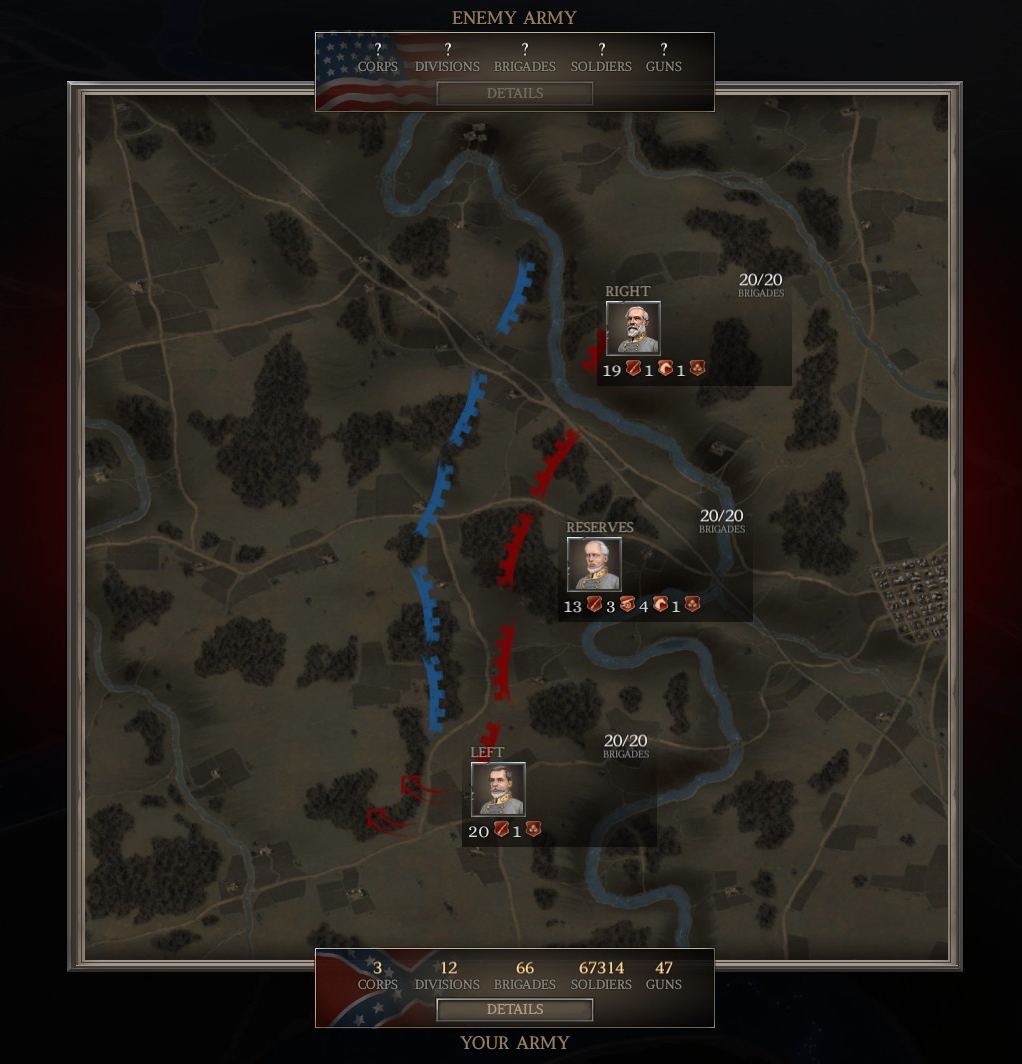 ENEMY ARMY
? ? ? ? ?
CORPS DIVISIONS BRIGADES SOLDIERS GUNS
DETAILS
20/20
BRIGADES
RIGHT
19 1 1
20/20
BRIGADES
RESERVES
13 3 4 1
20/20
BRIGADES
LEFT
20 1
3 12 66 67314 47
CORPS DIVISIONS BRIGADES SOLDIERS GUNS
DETAILS
YOUR ARMY